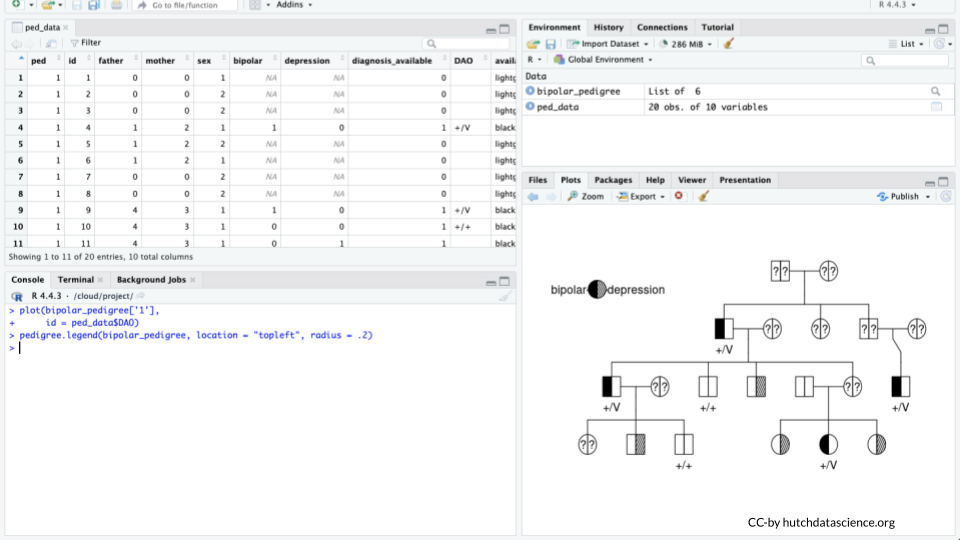 Go to file/function
Addins
R 4.4.3
ped_data
Filter
ped id father mother sex bipolar depression diagnosis_available DAO avail
1 1 1 0 0 1 NA NA 0 light
2 1 2 0 0 2 NA NA 0 light
3 1 3 0 0 2 NA NA 0 light
4 1 4 1 2 1 1 0 1 +/V black
5 1 5 1 2 2 NA NA 0 light
6 1 6 1 2 1 NA NA 0 light
7 1 7 0 0 2 NA NA 0 light
8 1 8 0 0 2 NA NA 0 light
9 1 9 4 3 1 1 0 1 +/V black
10 1 10 4 3 1 0 0 1 +/+ black
11 1 11 4 3 1 0 1 1 black
Showing 1 to 11 of 20 entries, 10 total columns
Console Terminal Background Jobs
R 4.4.3 · /cloud/project/
> plot(bipolar_pedigree['1'],
+ id = ped_data$DAO)
> pedigree.legend(bipolar_pedigree, location = "topleft", radius = .2)
>
Environment History Connections Tutorial
Import Dataset 286 MiB List
R Global Environment
Data
bipolar_pedigree List of 6
ped_data 20 obs. of 10 variables
Files Plots Packages Help Viewer Presentation
Zoom Export Publish
?? ??
bipolar depression
?? ?? ?? ??
+/V
?? ??
+/V +/+ +/V
??
+/+ +/V
CC-by hutchdatascience.org